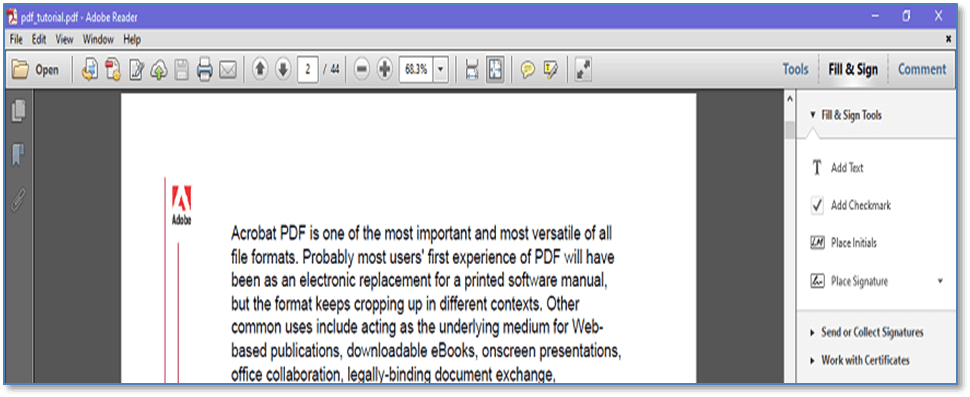 pdf_tutorial.pdf - Adobe Reader
File Edit View Window Help
Open 2 / 44 68.3% Tools Fill & Sign Comment
Fill & Sign Tools
Add Text
Add Checkmark
Place Initials
Place Signature
Send or Collect Signatures
Work with Certificates
Adobe
Acrobat PDF is one of the most important and most versatile of all
file formats. Probably most users' first experience of PDF will have
been as an electronic replacement for a printed software manual,
but the format keeps cropping up in different contexts. Other
common uses include acting as the underlying medium for Web-
based publications, downloadable eBooks, onscreen presentations,
office collaboration, legally-binding document exchange,